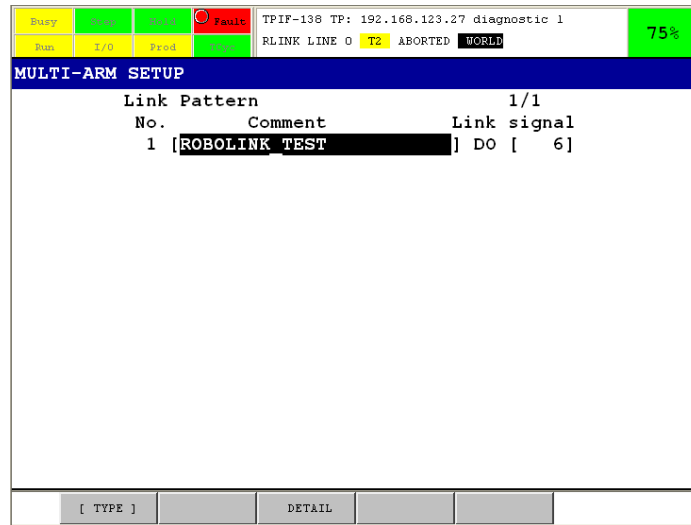 Busy Step Hold Fault
Run I/O Prod TCyc
TPIF-138 TP: 192.168.123.27 diagnostic 1
RLINK LINE 0 T2 ABORTED WORLD
75%
MULTI-ARM SETUP
Link Pattern 1/1
No. Comment Link signal
1 [ROBOLINK_TEST ] DO [ 6]
[ TYPE ] DETAIL